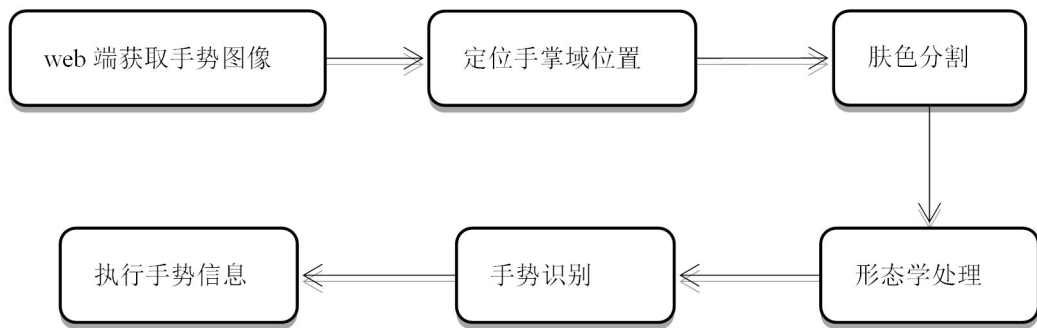 web 端获取手势图像
定位手掌域位置
肤色分割
形态学处理
手势识别
执行手势信息